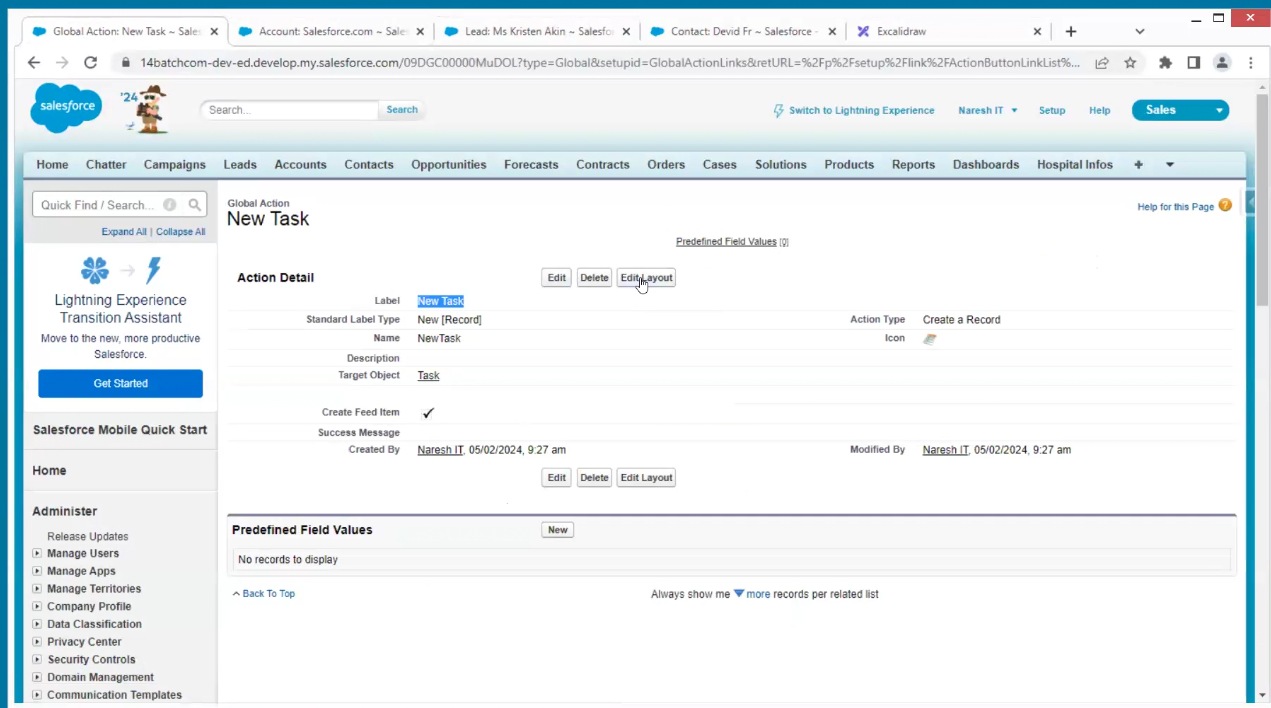 Global Action: New Task ~ Sales
Account: Salesforce.com ~ Sale
Lead: Ms Kristen Akin ~ Salesfo
Contact: Devid Fr ~ Salesforce -
Excalidraw
14batchcom-dev-ed.develop.my.salesforce.com/09DGC00000MuDOL?type=Global&setupid=GlobalActionLinks&retURL=%2Fp%2Fsetup%2Flink%2FActionButtonLinkList%...
salesforce
'24
Search...
Search
Switch to Lightning Experience
Naresh IT
Setup
Help
Sales
Home Chatter Campaigns Leads Accounts Contacts Opportunities Forecasts Contracts Orders Cases Solutions Products Reports Dashboards Hospital Infos +
Quick Find / Search...
Expand All | Collapse All
Lightning Experience
Transition Assistant
Move to the new, more productive
Salesforce.
Get Started
Salesforce Mobile Quick Start
Home
Administer
Release Updates
Manage Users
Manage Apps
Manage Territories
Company Profile
Data Classification
Privacy Center
Security Controls
Domain Management
Communication Templates
Global Action
New Task
Help for this Page ?
Predefined Field Values [0]
Action Detail
Edit Delete Edit Layout
Label New Task
Standard Label Type New [Record] Action Type Create a Record
Name NewTask Icon
Description
Target Object Task
Create Feed Item
Success Message
Created By Naresh IT, 05/02/2024, 9:27 am Modified By Naresh IT, 05/02/2024, 9:27 am
Edit Delete Edit Layout
Predefined Field Values New
No records to display
Back To Top Always show me more records per related list